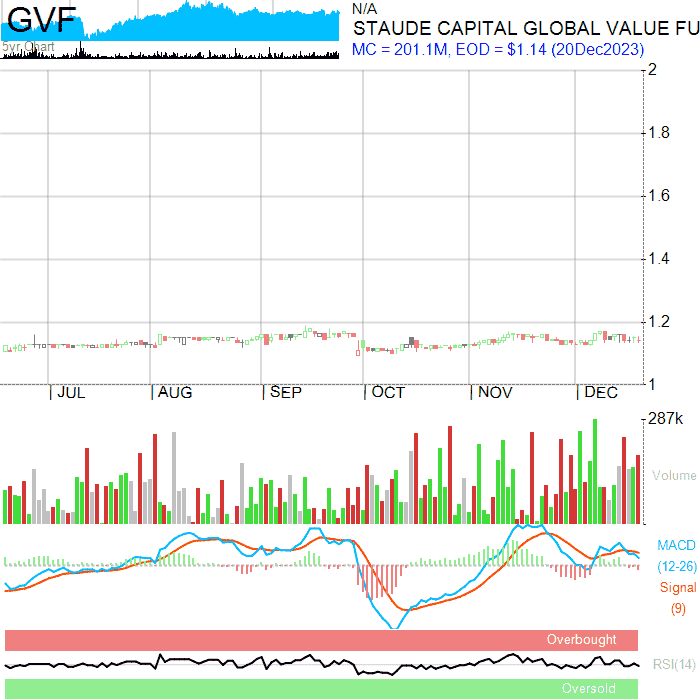 GVF
5yr Chart
N/A
STAUDE CAPITAL GLOBAL VALUE FU
MC = 201.1M, EOD = $1.14 (20Dec2023)
2
1.8
1.6
1.4
1.2
1
JUL AUG SEP OCT NOV DEC
287k
Volume
MACD
(12-26)
Signal
(9)
Overbought
RSI(14)
Oversold